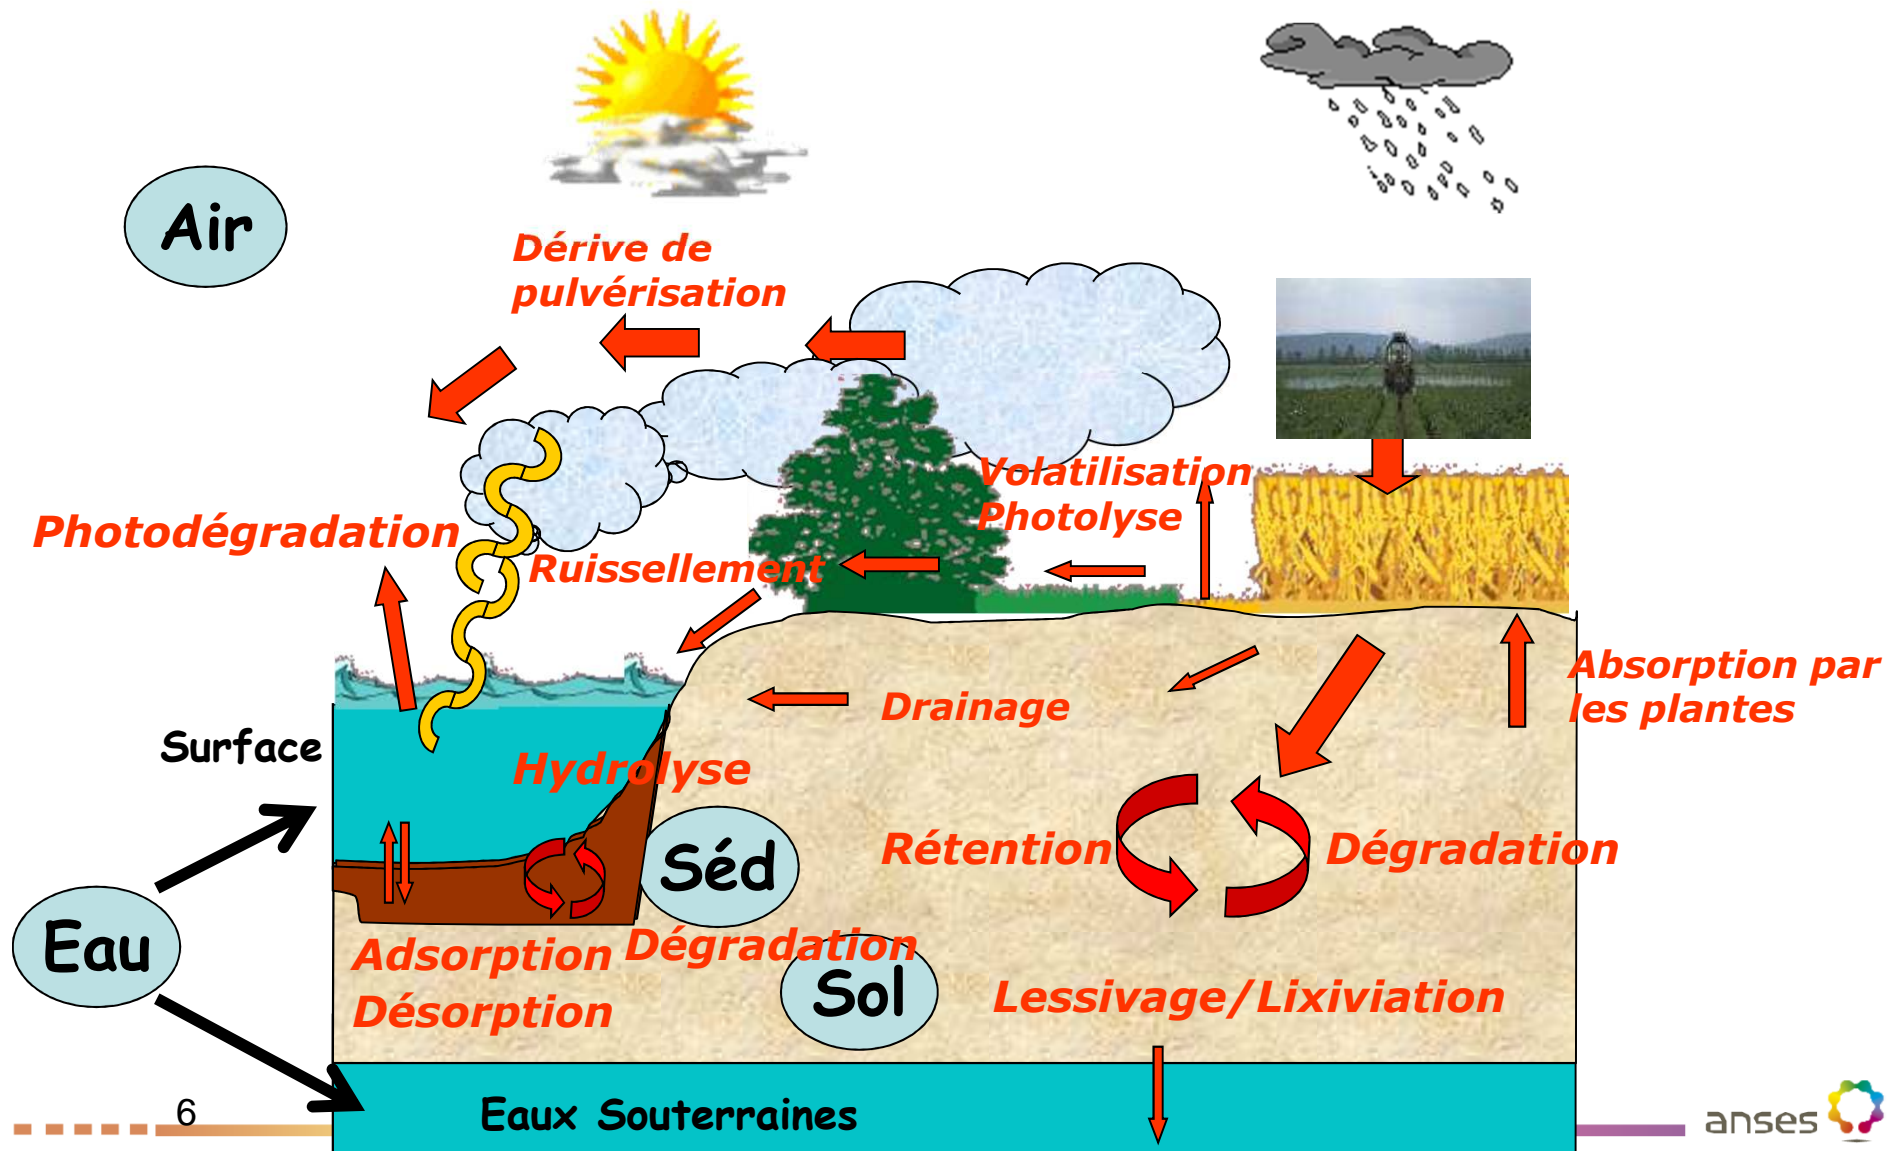 Air
Dérive de
pulvérisation
Volatilisation
Photolyse
Photodégradation
Ruissellement
Absorption par
les plantes
Drainage
Surface
Hydrolyse
Rétention
Dégradation
Séd
Eau
Adsorption
Désorption
Dégradation
Sol
Lessivage/Lixiviation
Eaux Souterraines
6
anses